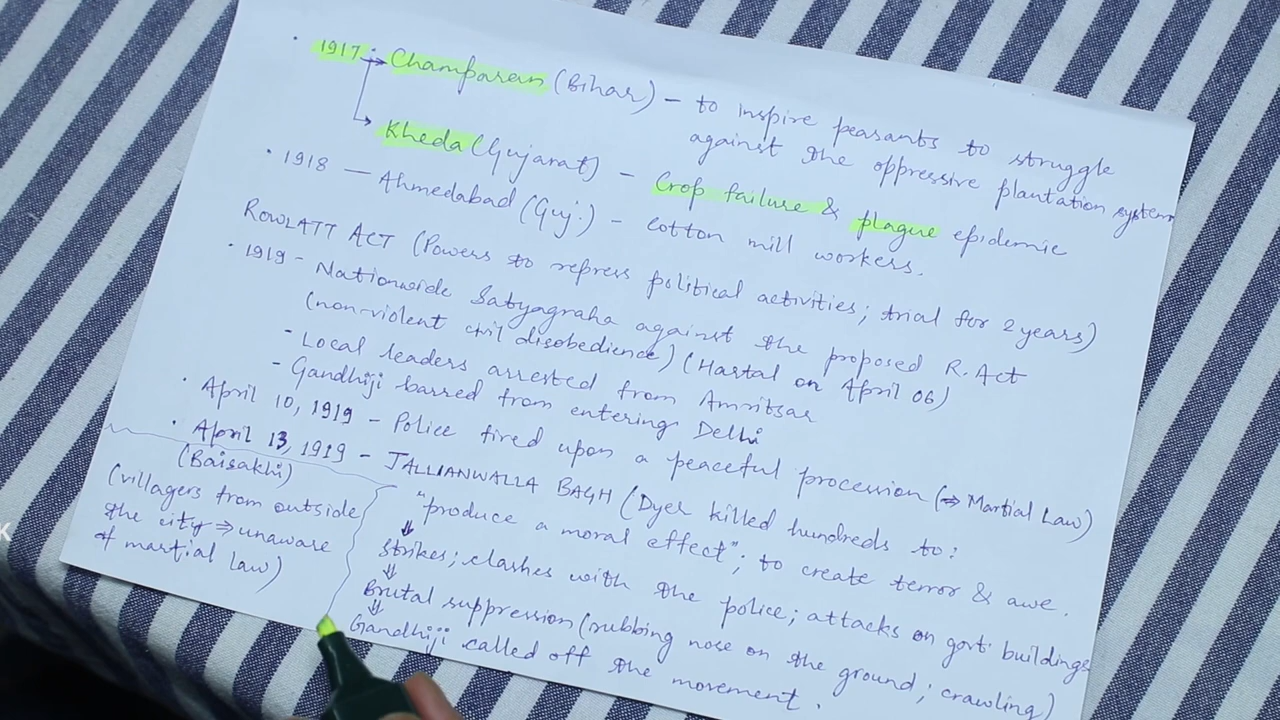 • 1917 → Champaran (Bihar) – to inspire peasants to struggle
against the oppressive plantation system
→ Kheda (Gujarat) – Crop failure & plague epidemic
• 1918 — Ahmedabad (Guj.) – cotton mill workers.
ROWLATT ACT (Powers to repress political activities; trial for 2 years)
• 1919 - Nationwide Satyagraha against the proposed R. Act
(non-violent civil disobedience) (Hartal on April 06)
- Local leaders arrested from Amritsar
- Gandhiji barred from entering Delhi
• April 10, 1919 - Police fired upon a peaceful procession (⇒ Martial Law)
• April 13, 1919 - JALLIANWALLA BAGH (Dyer killed hundreds to:
(Baisakhi)
(villagers from outside
the city ⇒ unaware
of martial law)
"produce a moral effect"; to create terror & awe.
⇓
strikes; clashes with the police; attacks on govt. buildings
⇓
Brutal suppression (rubbing nose on the ground; crawling)
⇓
Gandhiji called off the movement.
K